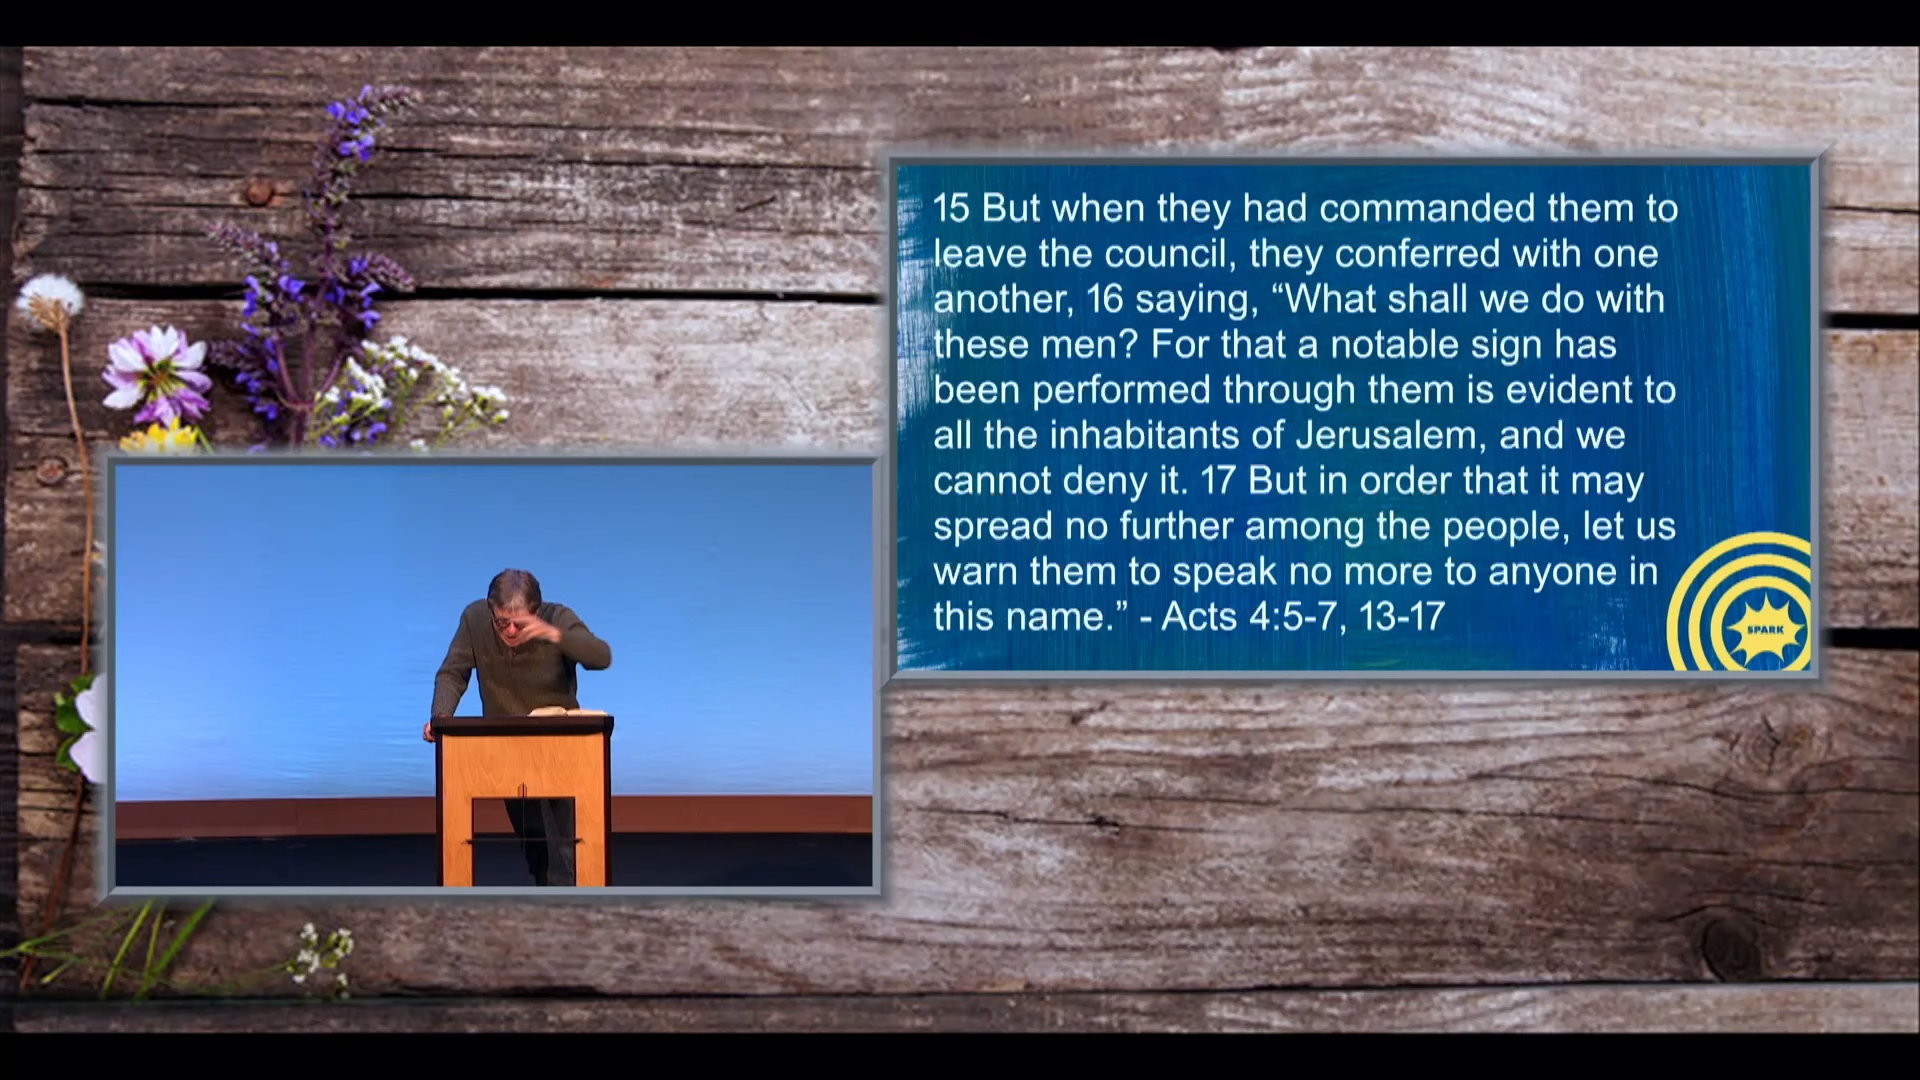 15 But when they had commanded them to
leave the council, they conferred with one
another, 16 saying, “What shall we do with
these men? For that a notable sign has
been performed through them is evident to
all the inhabitants of Jerusalem, and we
cannot deny it. 17 But in order that it may
spread no further among the people, let us
warn them to speak no more to anyone in
this name.” - Acts 4:5-7, 13-17
SPARK